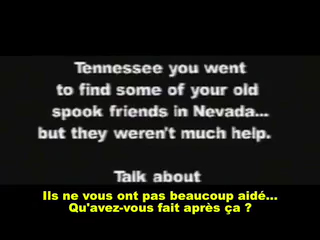 Tennessee you went
to find some of your old
spook friends in Nevada...
but they weren't much help.
Talk about
Ils ne vous ont pas beaucoup aidé...
Qu'avez-vous fait après ça ?